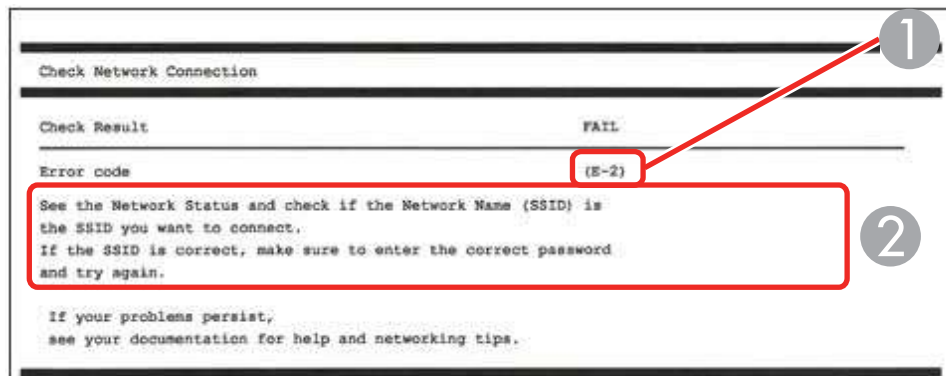 Check Network Connection
Check Result FAIL
Error code (E-2)
See the Network Status and check if the Network Name (SSID) is
the SSID you want to connect.
If the SSID is correct, make sure to enter the correct password
and try again.
If your problems persist,
see your documentation for help and networking tips.
1
2